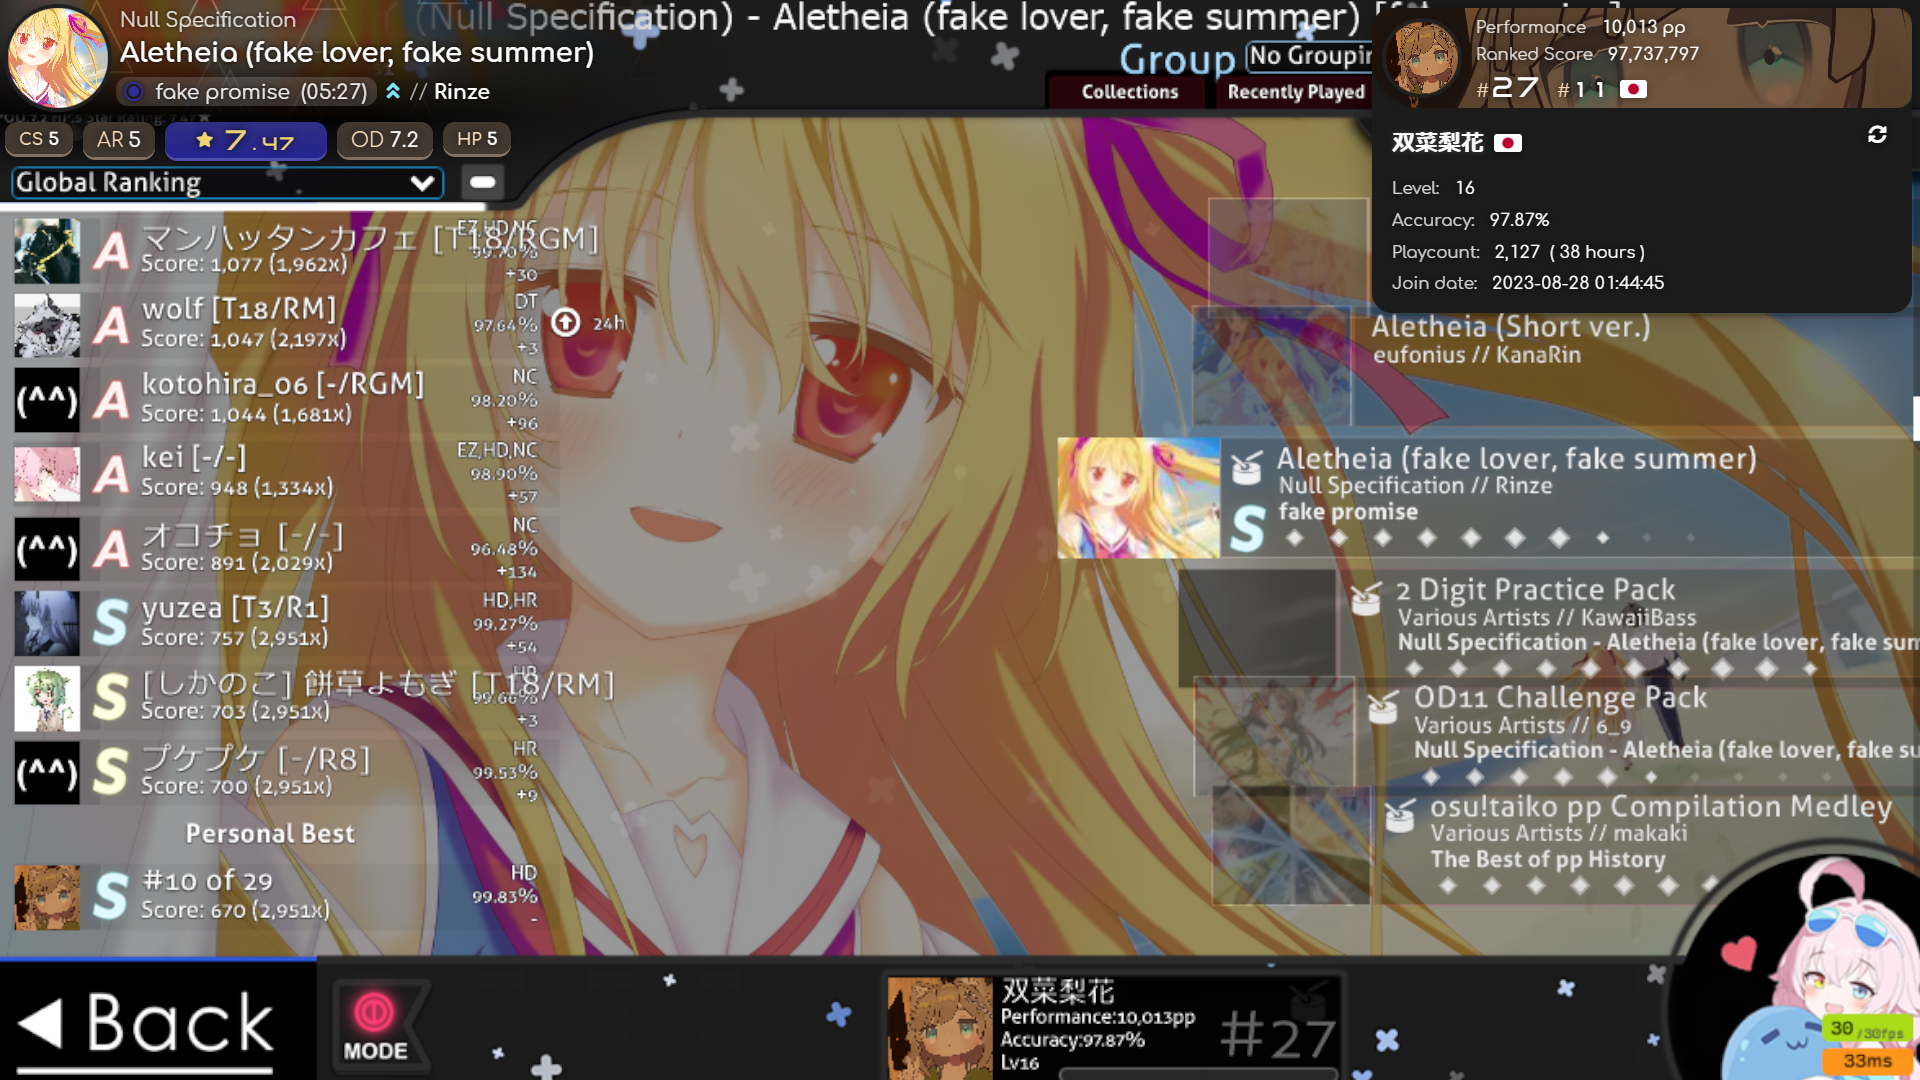 Null Specification
Aletheia (fake lover, fake summer)
fake promise (05:27) // Rinze
(Null Specification) - Aletheia (fake lover, fake summer)
Group No Groupin
Collections
Recently Played
CS 5
AR 5
7.47
OD 7.2
HP 5
Global Ranking
Performance 10,013 pp
Ranked Score 97,737,797
#27 #11
双菜梨花
Level: 16
Accuracy: 97.87%
Playcount: 2,127 ( 38 hours )
Join date: 2023-08-28 01:44:45
マンハッタンカフェ [T18/RGM]
Score: 1,077 (1,962x)
EZ,HD,NC
99.70%
+30
wolf [T18/RM]
Score: 1,047 (2,197x)
DT
97.64%
+3
24h
kotohira_06 [-/RGM]
Score: 1,044 (1,681x)
NC
98.20%
+96
kei [-/-]
Score: 948 (1,334x)
EZ,HD,NC
98.90%
+57
オコチョ [-/-]
Score: 891 (2,029x)
NC
96.48%
+134
yuzea [T3/R1]
Score: 757 (2,951x)
HD,HR
99.27%
+54
[しかのこ] 餅草よもぎ [T18/RM]
Score: 703 (2,951x)
HR
99.66%
+3
プケプケ [-/R8]
Score: 700 (2,951x)
HR
99.53%
+9
Personal Best
#10 of 29
Score: 670 (2,951x)
HD
99.83%
-
Aletheia (Short ver.)
eufonius // KanaRin
Aletheia (fake lover, fake summer)
Null Specification // Rinze
fake promise
2 Digit Practice Pack
Various Artists // KawaiiBass
Null Specification - Aletheia (fake lover, fake sum
OD11 Challenge Pack
Various Artists // 6_9
Null Specification - Aletheia (fake lover, fake su
osu!taiko pp Compilation Medley
Various Artists // makaki
The Best of pp History
Back
MODE
双菜梨花
Performance:10,013pp
Accuracy:97.87%
Lv16
#27
30 /30fps
33ms